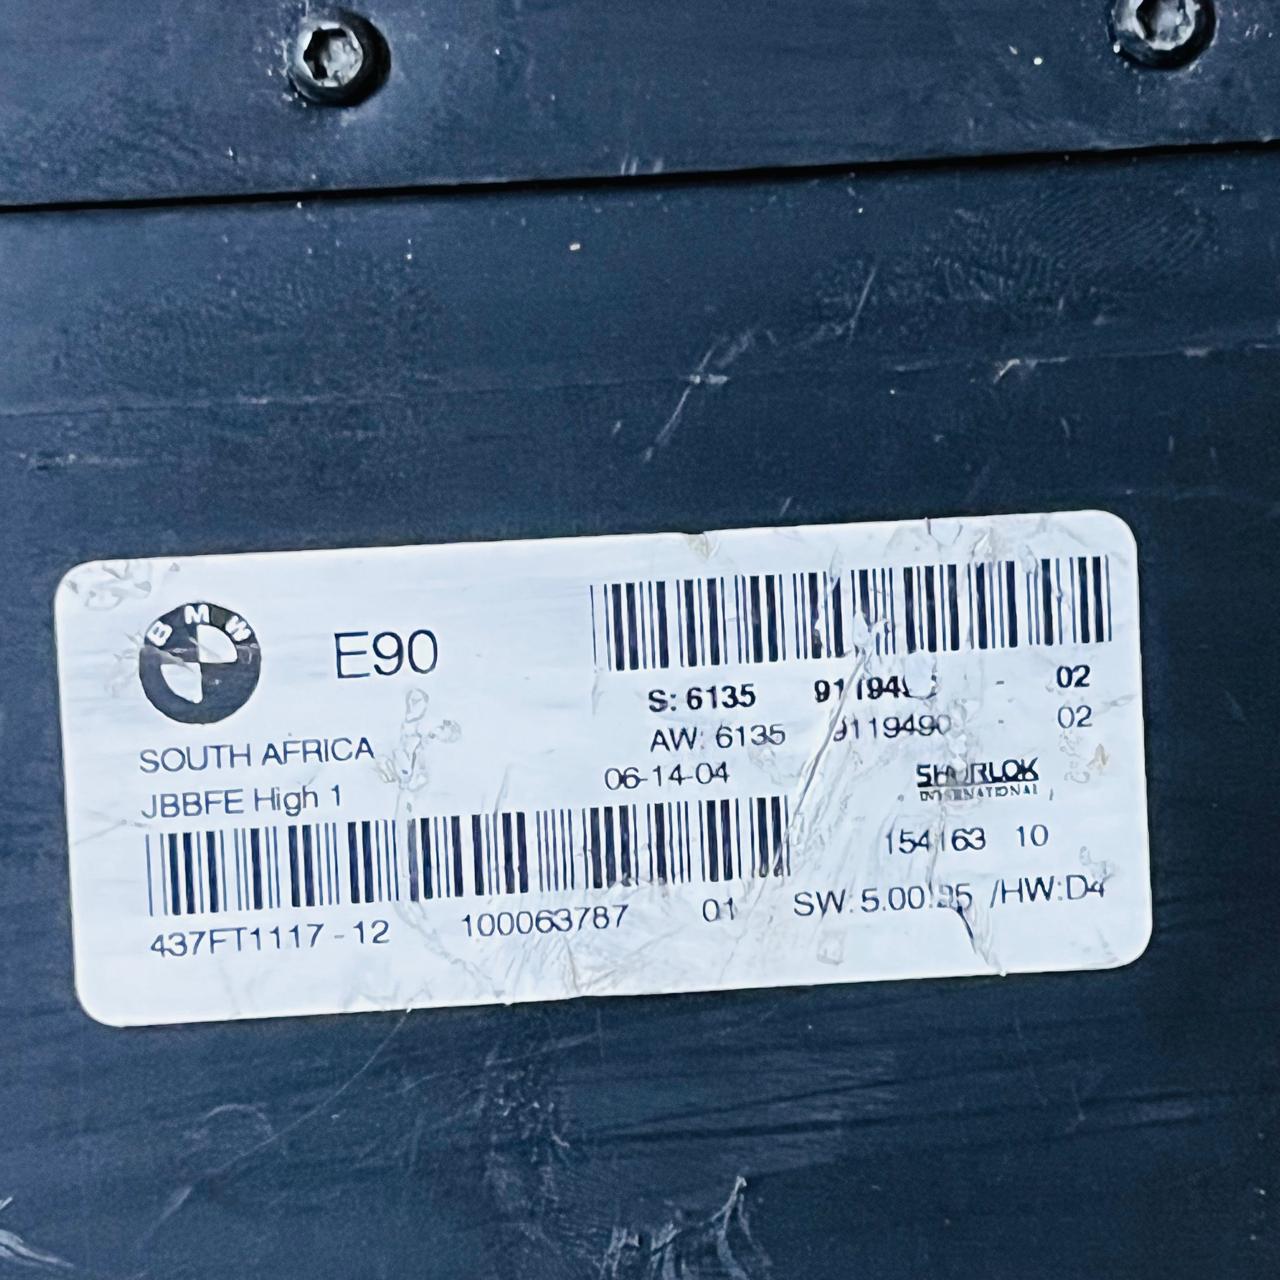 BMW
E90
S: 6135 - 02
AW: 6135 9119490 - 02
SOUTH AFRICA
06-14-04
SHURLOK
INTERNATIONAL
JBBFE High 1
154163 10
437FT1117-12 100063787 01 /HW:D4